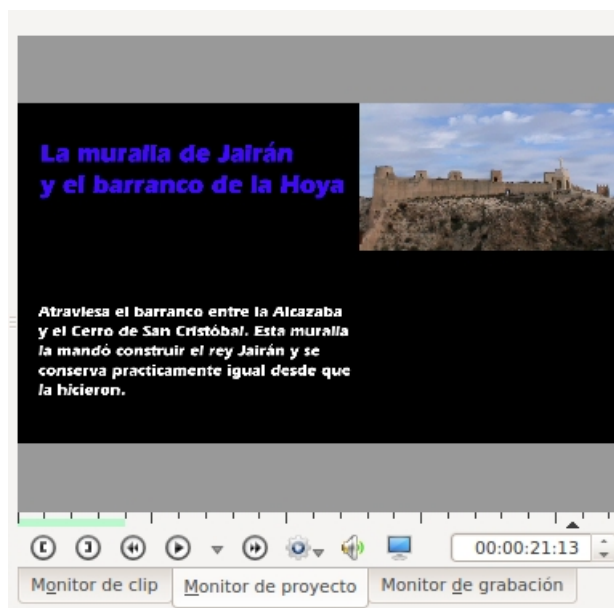 La muralla de Jairán
y el barranco de la Hoya
Atraviesa el barranco entre la Alcazaba
y el Cerro de San Cristóbal. Esta muralla
la mandó construir el rey Jairán y se
conserva practicamente igual desde que
la hicieron.
00:00:21:13
Monitor de clip Monitor de proyecto Monitor de grabación